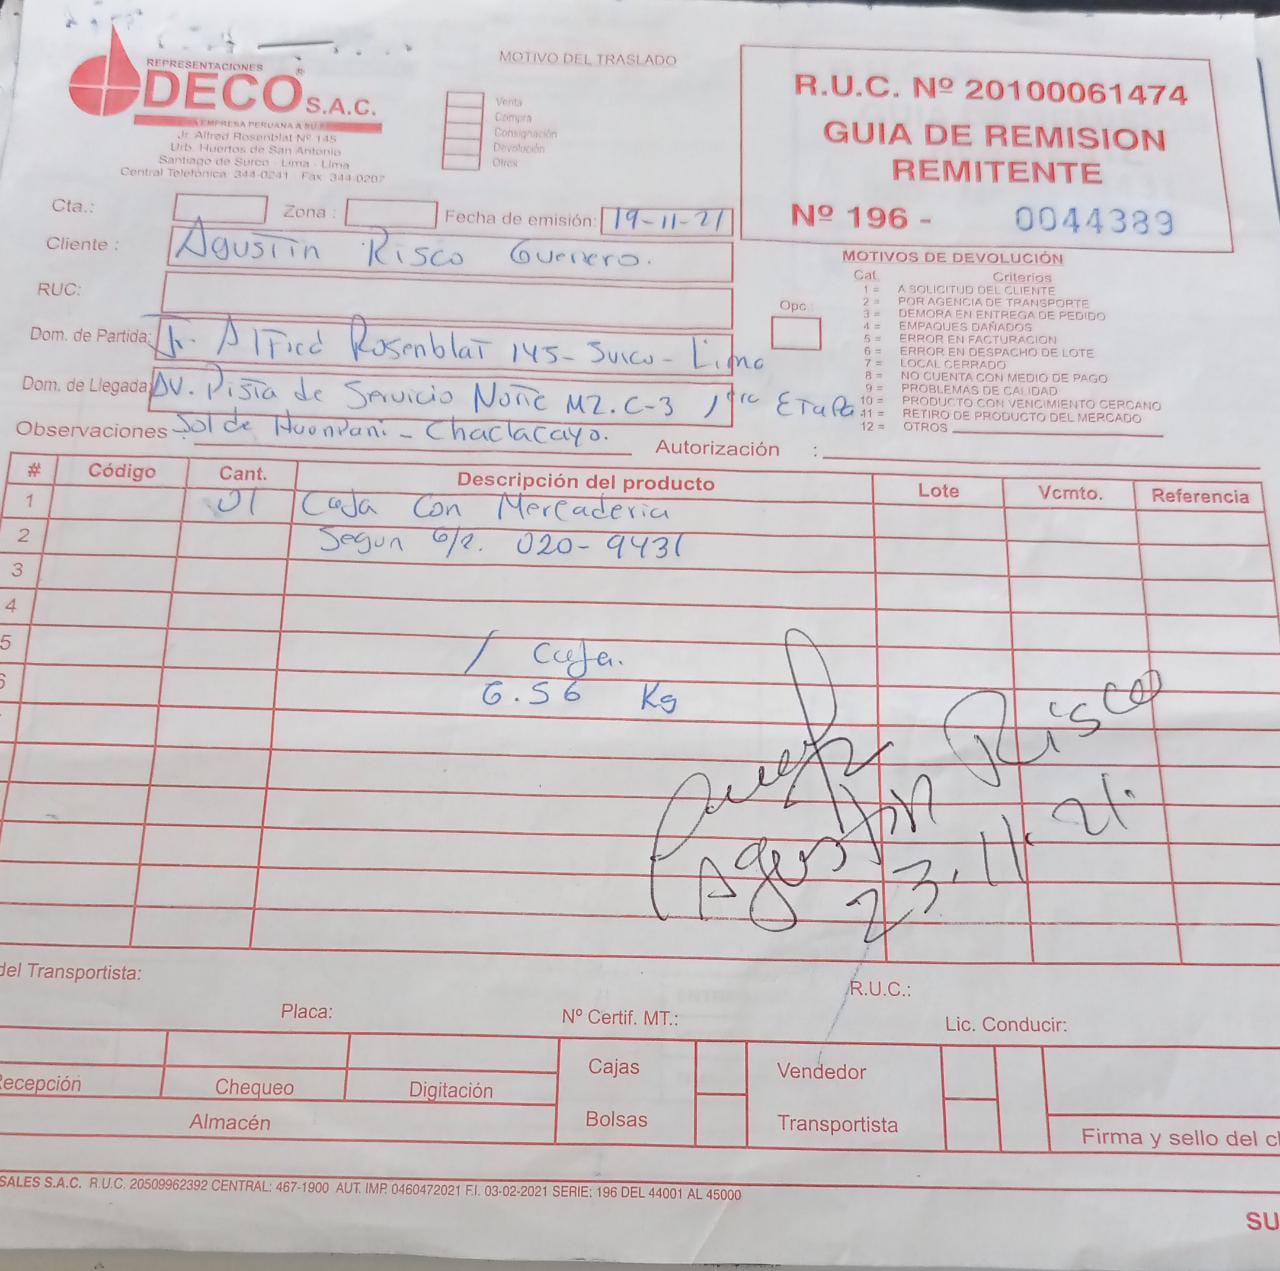 REPRESENTACIONES
DECO® S.A.C.
A EMPRESA PERUANA A SU
Jr. Alfred Rosenblat Nº 145
Urb. Huertos de San Antonio
Santiago de Surco - Lima - Lima
Central Telefónica: 344-0241 Fax 344-0207
MOTIVO DEL TRASLADO
Venta
Compra
Consignación
Devolución
Otros
R.U.C. Nº 20100061474
GUIA DE REMISION
REMITENTE
Nº 196 - 0044389
Cta.: Zona : Fecha de emisión: 19-11-21
Cliente : Agustin Risco Guerrero.
RUC:
Dom. de Partida: Jr. Alfred Rosenblat 145 - Surco - Lima
Dom. de Llegada: AV. Pista de Servicio Norte MZ. C-3 1ra Etapa
Observaciones : Sol de Huampani - Chaclacayo.
Autorización :
MOTIVOS DE DEVOLUCIÓN
Cat. Criterios
1 = A SOLICITUD DEL CLIENTE
2 = POR AGENCIA DE TRANSPORTE
3 = DEMORA EN ENTREGA DE PEDIDO
4 = EMPAQUES DAÑADOS
5 = ERROR EN FACTURACION
6 = ERROR EN DESPACHO DE LOTE
7 = LOCAL CERRADO
8 = NO CUENTA CON MEDIO DE PAGO
9 = PROBLEMAS DE CALIDAD
10 = PRODUCTO CON VENCIMIENTO CERCANO
11 = RETIRO DE PRODUCTO DEL MERCADO
12 = OTROS
Opc.:
# Código Cant. Descripción del producto Lote Vcmto. Referencia
1 01 Caja Con Mercaderia
2 Segun G/R. 020-9431
3
4
5 1 Caja.
6 6.56 Kg
Agustin Risco
23.11.21.
del Transportista:
R.U.C.:
Placa: Nº Certif. MT.: Lic. Conducir:
Recepción Chequeo Digitación
Almacén
Cajas
Bolsas
Vendedor
Transportista
Firma y sello del cl
SALES S.A.C. R.U.C. 20509962392 CENTRAL: 467-1900 AUT. IMP. 0460472021 F.I. 03-02-2021 SERIE: 196 DEL 44001 AL 45000
SU